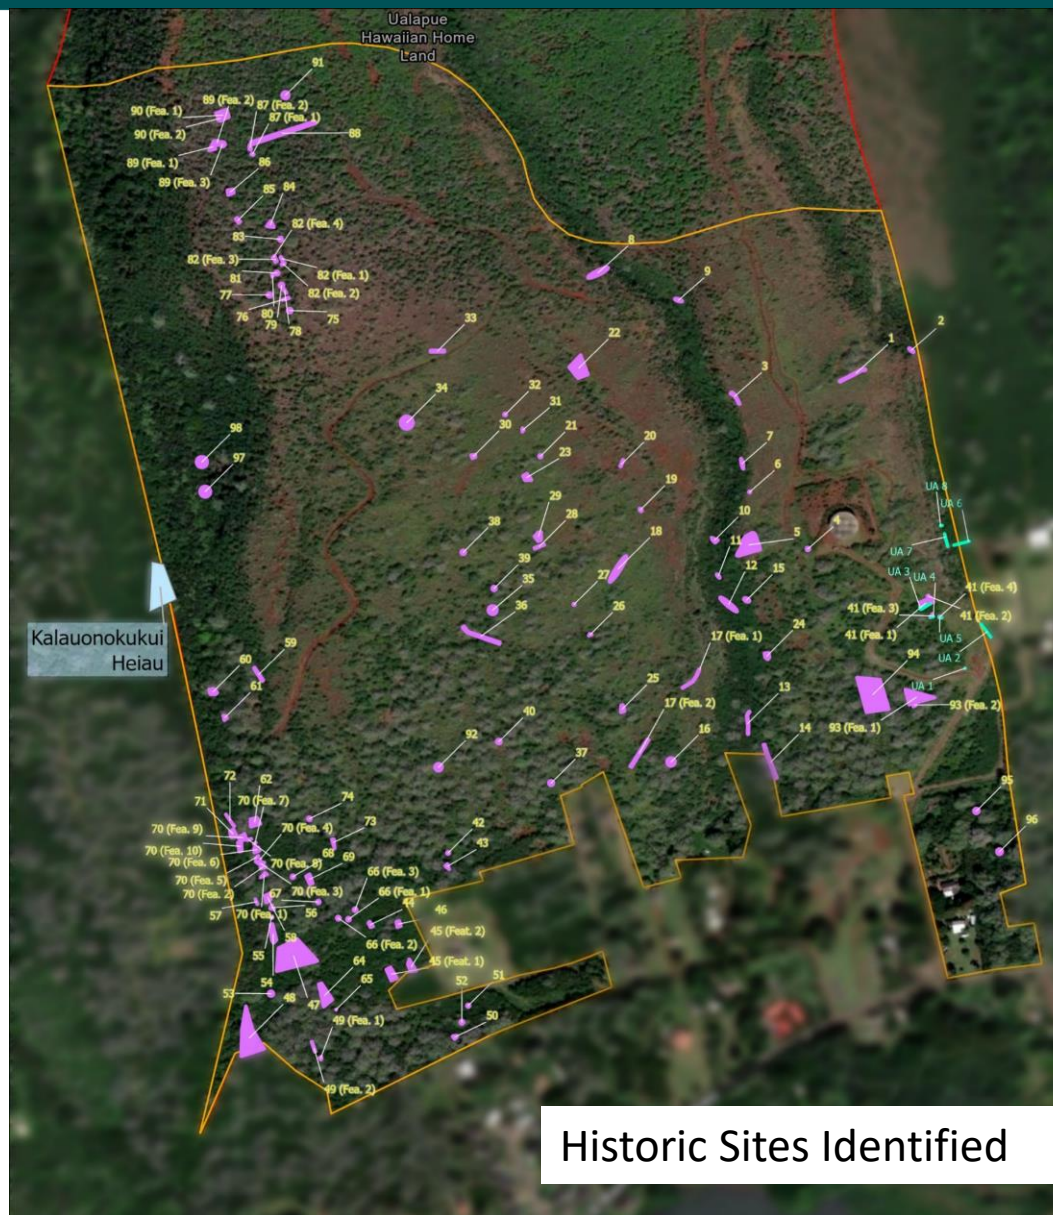 Ualapue
Hawaiian Home
Land
91
89 (Fea. 2)
90 (Fea. 1)
87 (Fea. 2)
87 (Fea. 1)
90 (Fea. 2)
88
89 (Fea. 1)
86
89 (Fea. 3)
85
84
82 (Fea. 4)
83
82 (Fea. 3)
82 (Fea. 1)
81
77
82 (Fea. 2)
76
80
79
78
75
8
9
33
22
1
2
34
32
3
31
30
21
98
23
20
7
97
6
19
UA 8
UA 6
38
29
28
10
4
5
18
UA 7
11
39
35
27
12
15
UA 3
UA 4
41 (Fea. 4)
36
26
41 (Fea. 3)
41 (Fea. 2)
41 (Fea. 1)
UA 5
Kalauonokukui
Heiau
59
17 (Fea. 1)
24
94
UA 2
60
61
25
17 (Fea. 2)
13
UA 1
93 (Fea. 2)
93 (Fea. 1)
92
40
16
14
37
72
62
74
95
71
70 (Fea. 7)
96
70 (Fea. 9)
70 (Fea. 4)
73
42
70 (Fea. 10)
68
43
70 (Fea. 6)
70 (Fea. 8)
69
70 (Fea. 5)
66 (Fea. 3)
70 (Fea. 2)
67
70 (Fea. 3)
66 (Fea. 1)
57
70 (Fea. 1)
56
44
46
58
66 (Fea. 2)
45 (Feat. 2)
55
45 (Feat. 1)
54
64
65
53
48
47
52
51
49 (Fea. 1)
50
49 (Fea. 2)
Historic Sites Identified